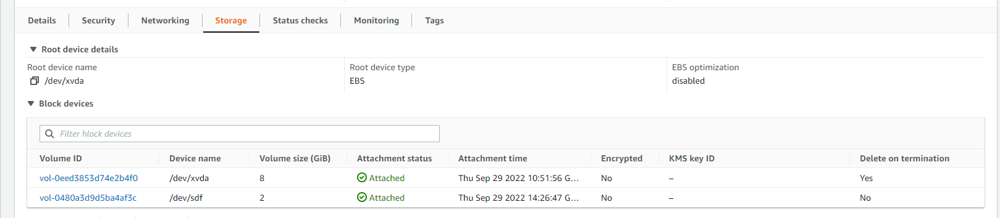 Details Security Networking Storage Status checks Monitoring Tags
Root device details
Root device name Root device type EBS optimization
/dev/xvda EBS disabled
Block devices
Filter block devices
Volume ID Device name Volume size (GiB) Attachment status Attachment time Encrypted KMS key ID Delete on termination
vol-0eed3853d74e2b4f0 /dev/xvda 8 Attached Thu Sep 29 2022 10:51:56 G... No – Yes
vol-0480a3d9d5ba4af3c /dev/sdf 2 Attached Thu Sep 29 2022 14:26:47 G... No – No